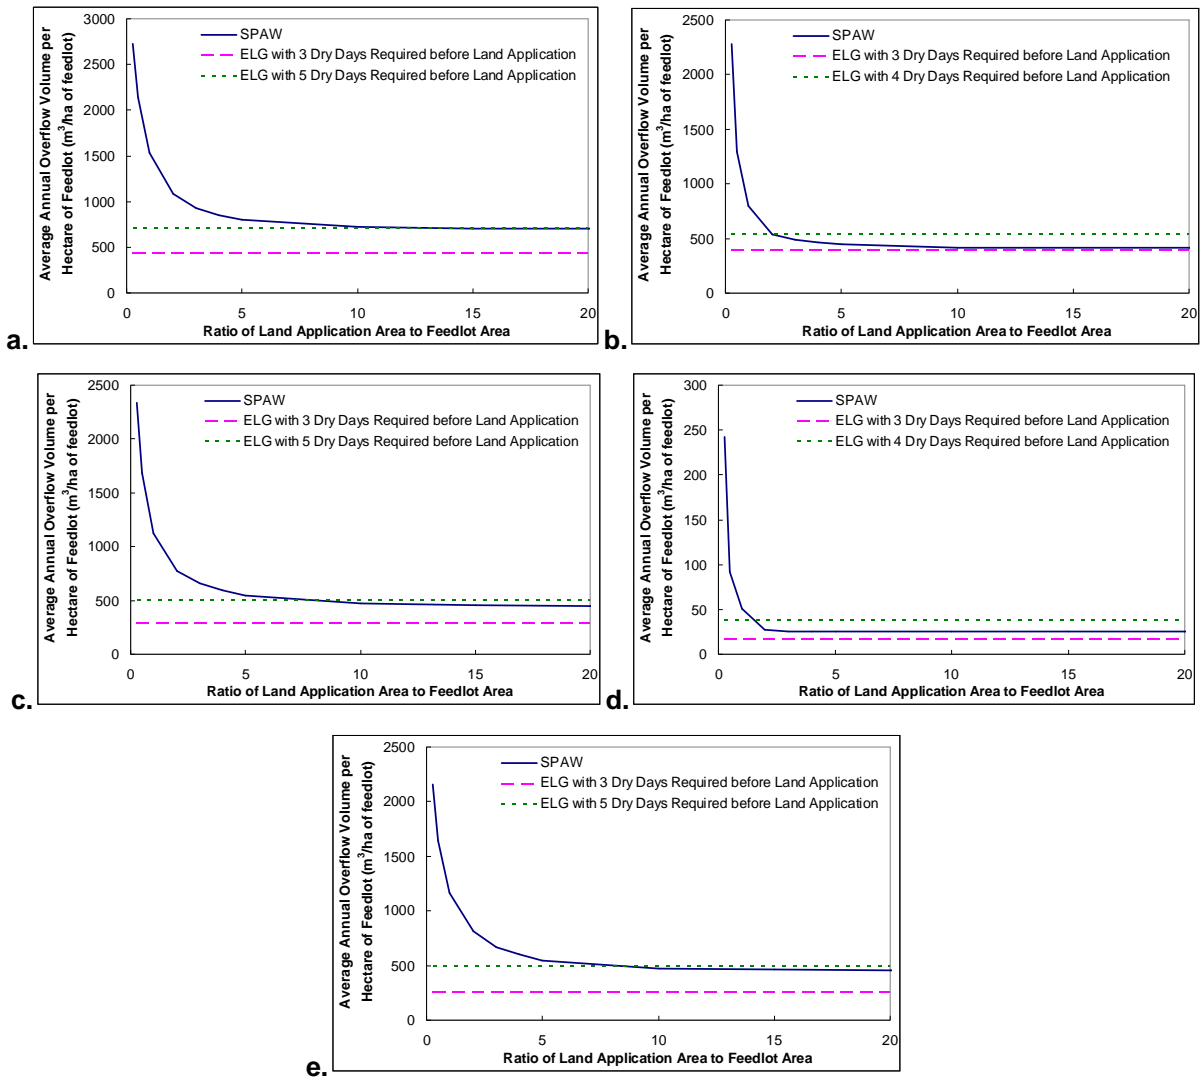 Average Annual Overflow Volume per
Hectare of Feedlot (m³/ha of feedlot)
3000
2500
2000
1500
1000
500
0
SPAW
ELG with 3 Dry Days Required before Land Application
ELG with 5 Dry Days Required before Land Application
0 5 10 15 20
Ratio of Land Application Area to Feedlot Area
a.
Average Annual Overflow Volume per
Hectare of Feedlot (m³/ha of feedlot)
2500
2000
1500
1000
500
0
SPAW
ELG with 3 Dry Days Required before Land Application
ELG with 4 Dry Days Required before Land Application
0 5 10 15 20
Ratio of Land Application Area to Feedlot Area
b.
Average Annual Overflow Volume per
Hectare of Feedlot (m³/ha of feedlot)
2500
2000
1500
1000
500
0
SPAW
ELG with 3 Dry Days Required before Land Application
ELG with 5 Dry Days Required before Land Application
0 5 10 15 20
Ratio of Land Application Area to Feedlot Area
c.
Average Annual Overflow Volume per
Hectare of Feedlot (m³/ha of feedlot)
300
250
200
150
100
50
0
SPAW
ELG with 3 Dry Days Required before Land Application
ELG with 4 Dry Days Required before Land Application
0 5 10 15 20
Ratio of Land Application Area to Feedlot Area
d.
Average Annual Overflow Volume per
Hectare of Feedlot (m³/ha of feedlot)
2500
2000
1500
1000
500
0
SPAW
ELG with 3 Dry Days Required before Land Application
ELG with 5 Dry Days Required before Land Application
0 5 10 15 20
Ratio of Land Application Area to Feedlot Area
e.